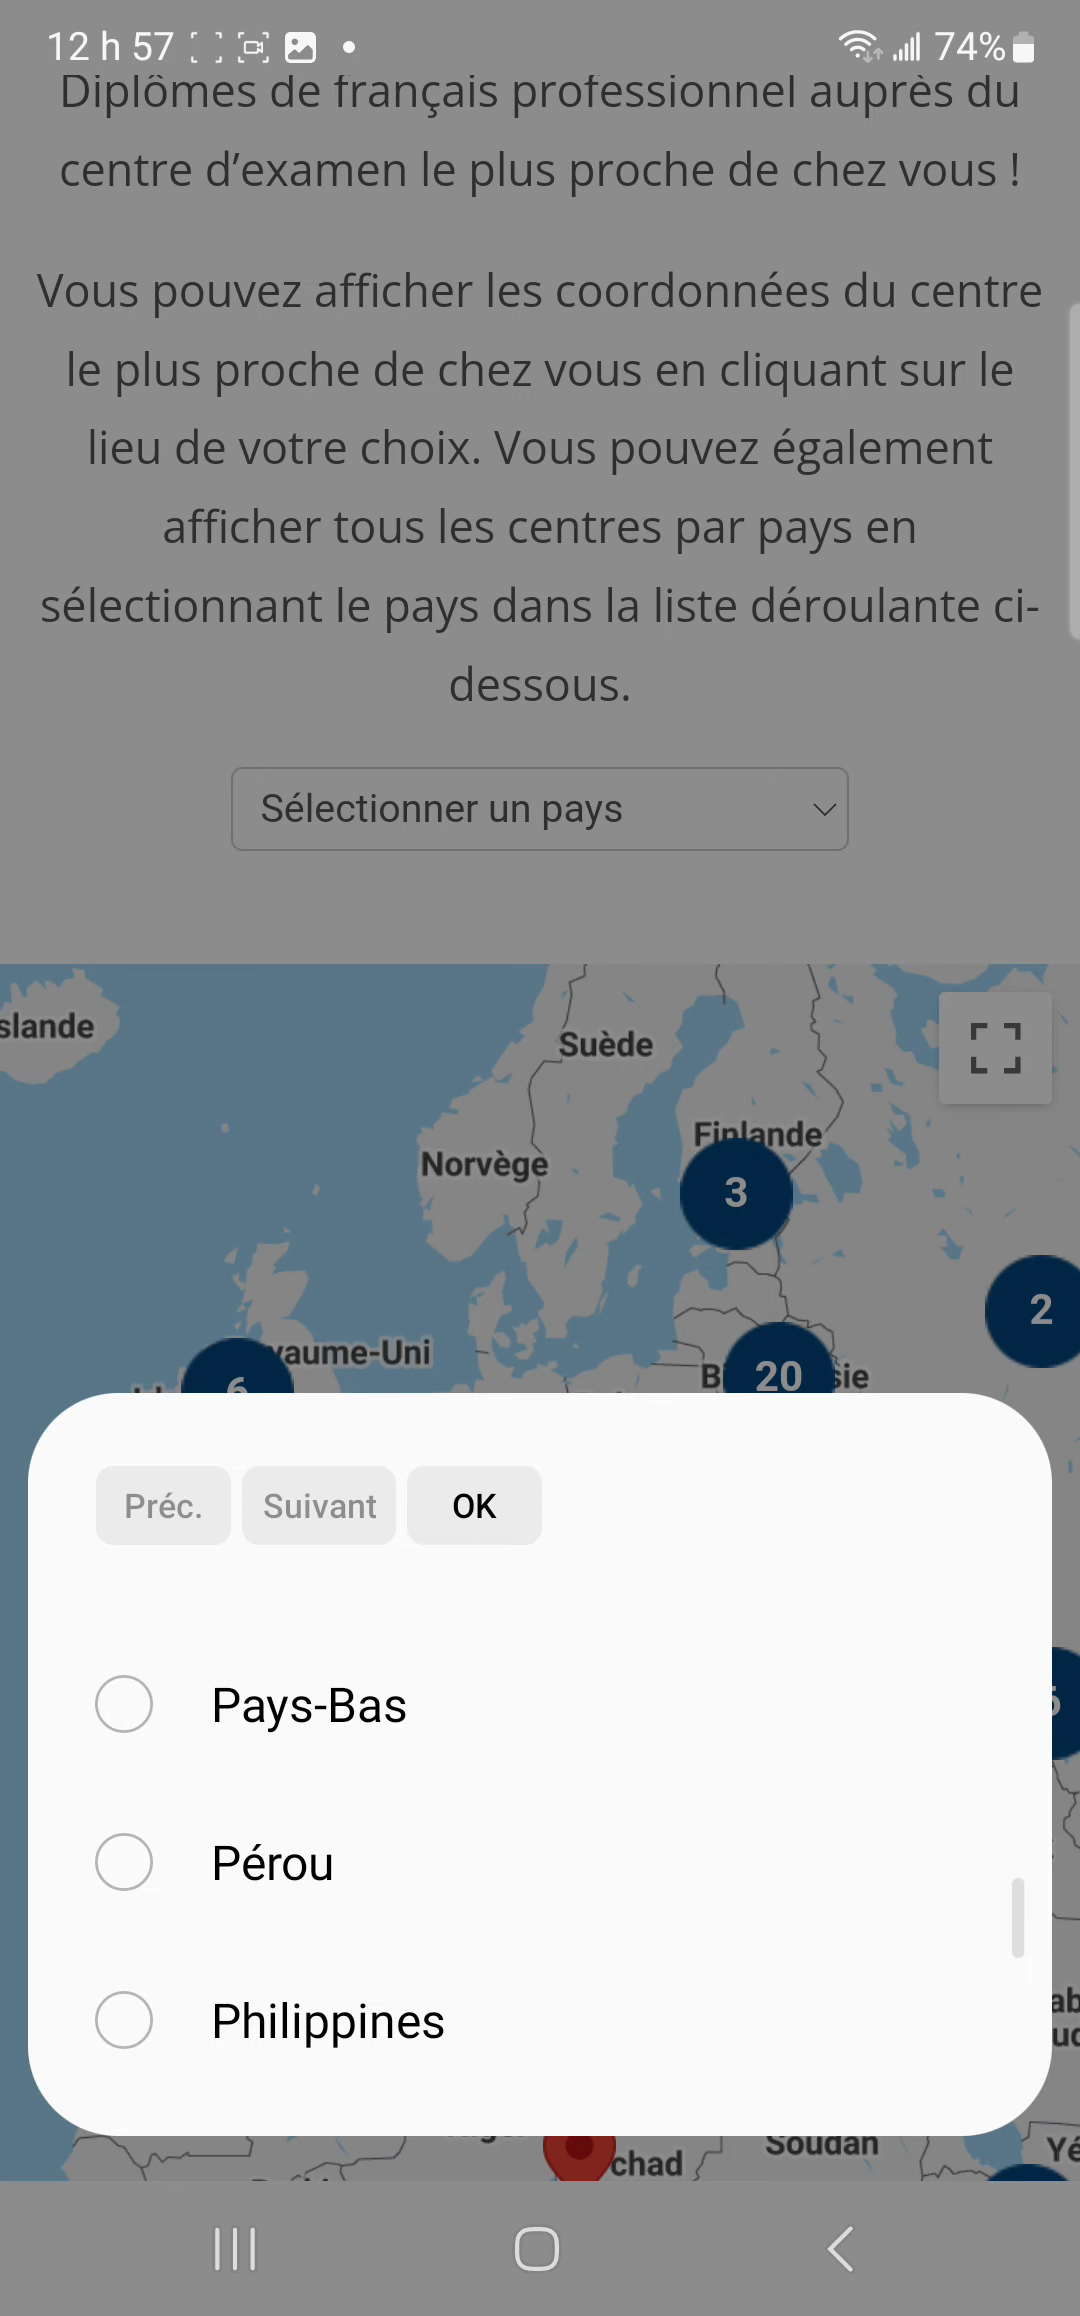 12 h 57
74%
Diplômes de français professionnel auprès du
centre d’examen le plus proche de chez vous !
Vous pouvez afficher les coordonnées du centre
le plus proche de chez vous en cliquant sur le
lieu de votre choix. Vous pouvez également
afficher tous les centres par pays en
sélectionnant le pays dans la liste déroulante ci-
dessous.
Sélectionner un pays
slande
Suède
Finlande
Norvège
3
2
yaume-Uni
6
20
sie
Préc.
Suivant
OK
Pays-Bas
Pérou
Philippines
Soudan
chad
Yé